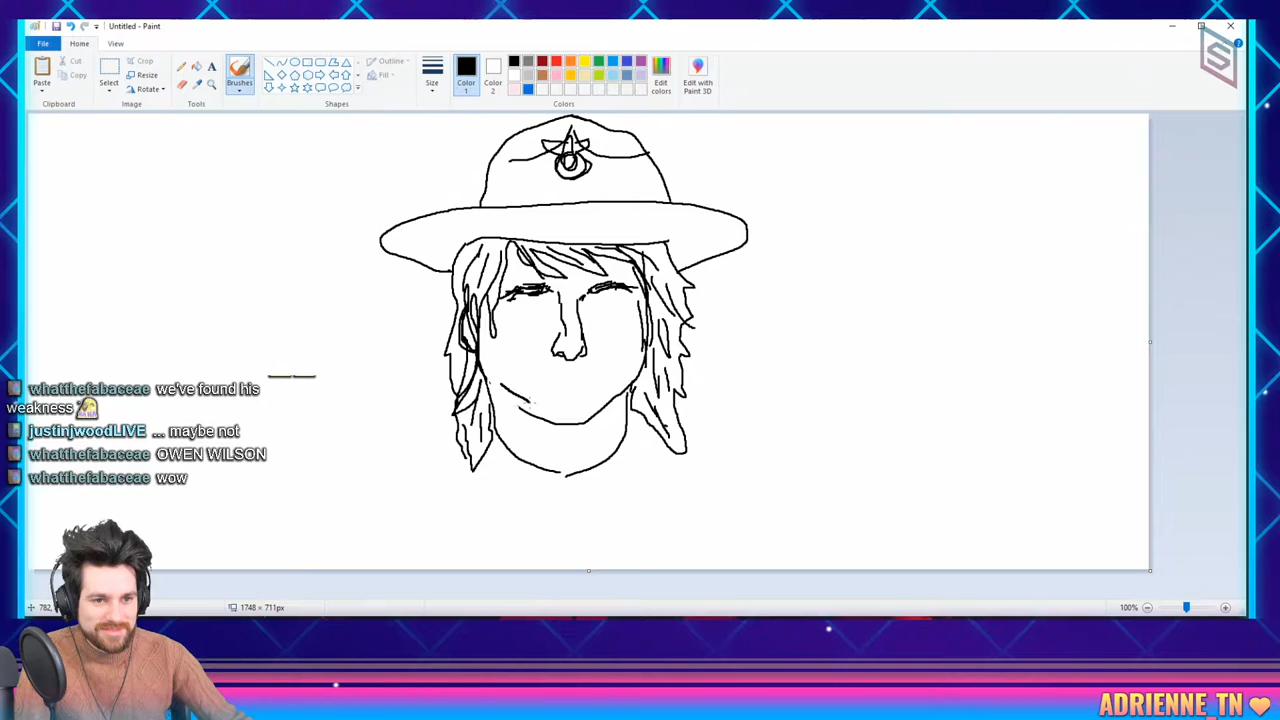 Untitled - Paint
File Home View
Cut
Copy
Paste
Clipboard
Crop
Resize
Rotate
Select
Image
A
Tools
Brushes
Outline
Fill
Shapes
Size
Color 1
Color 2
Edit colors
Colors
Edit with Paint 3D
whatthefabaceae we've found his
weakness
justinjwoodLIVE ... maybe not
whatthefabaceae OWEN WILSON
whatthefabaceae wow
782,
1748 × 711px
100%
ADRIENNE_TN